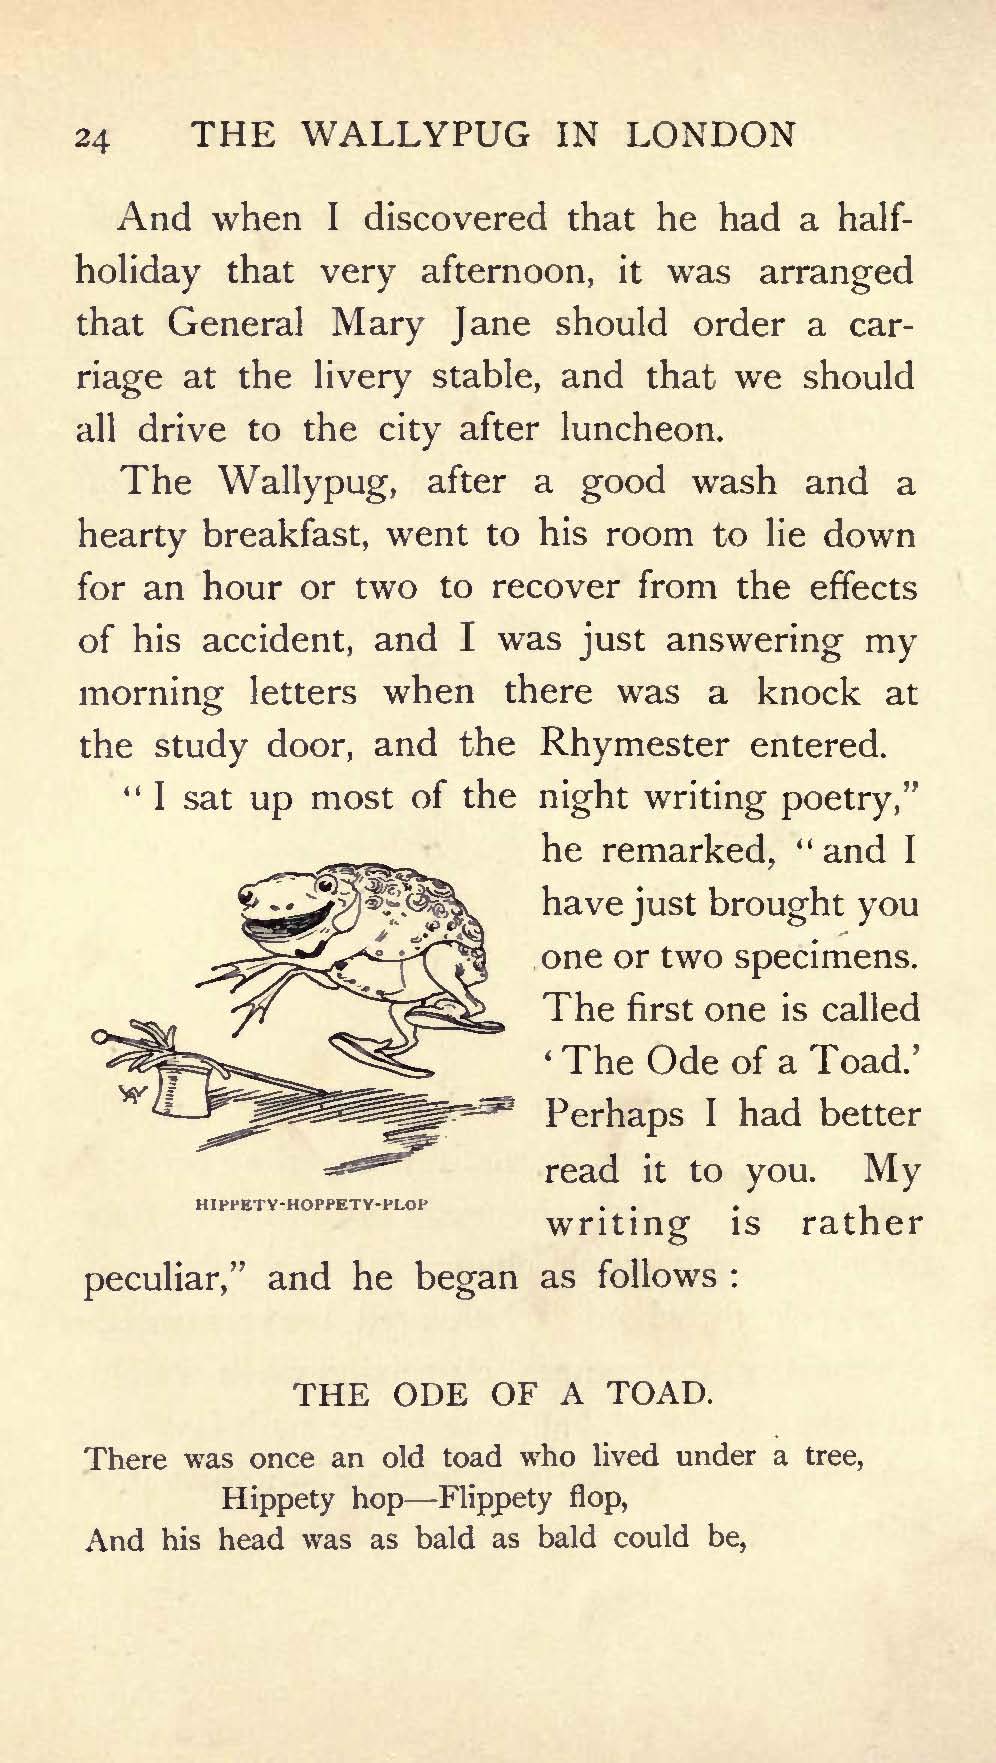 24 THE WALLYPUG IN LONDON
And when I discovered that he had a half-
holiday that very afternoon, it was arranged
that General Mary Jane should order a car-
riage at the livery stable, and that we should
all drive to the city after luncheon.
The Wallypug, after a good wash and a
hearty breakfast, went to his room to lie down
for an hour or two to recover from the effects
of his accident, and I was just answering my
morning letters when there was a knock at
the study door, and the Rhymester entered.
“ I sat up most of the night writing poetry,”
he remarked, “ and I
have just brought you
one or two specimens.
The first one is called
‘ The Ode of a Toad.’
Perhaps I had better
read it to you. My
writing is rather
HIPPETY-HOPPETY-PLOP
peculiar,” and he began as follows :
THE ODE OF A TOAD.
There was once an old toad who lived under a tree,
Hippety hop—Flippety flop,
And his head was as bald as bald could be,